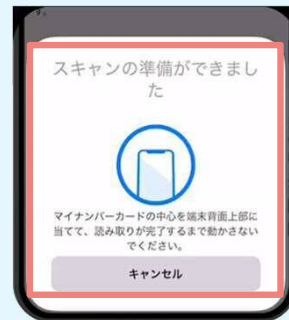 す。
スキャンの準備ができまし
た
マイナンバーカードの中心を端末背面上部に
当てて、読み取りが完了するまで動かさない
でください。
キャンセル